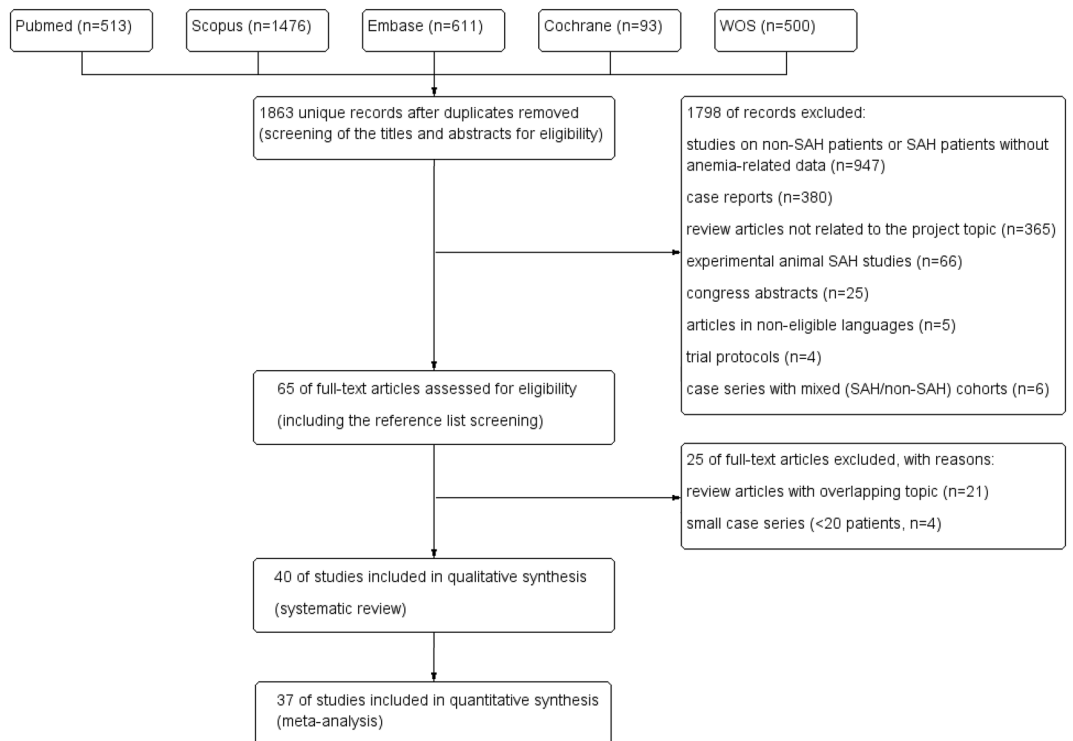 Pubmed (n=513)
Scopus (n=1476)
Embase (n=611)
Cochrane (n=93)
WOS (n=500)
1863 unique records after duplicates removed
(screening of the titles and abstracts for eligibility)
1798 of records excluded:
studies on non-SAH patients or SAH patients without
anemia-related data (n=947)
case reports (n=380)
review articles not related to the project topic (n=365)
experimental animal SAH studies (n=66)
congress abstracts (n=25)
articles in non-eligible languages (n=5)
trial protocols (n=4)
case series with mixed (SAH/non-SAH) cohorts (n=6)
65 of full-text articles assessed for eligibility
(including the reference list screening)
25 of full-text articles excluded, with reasons:
review articles with overlapping topic (n=21)
small case series (<20 patients, n=4)
40 of studies included in qualitative synthesis
(systematic review)
37 of studies included in quantitative synthesis
(meta-analysis)